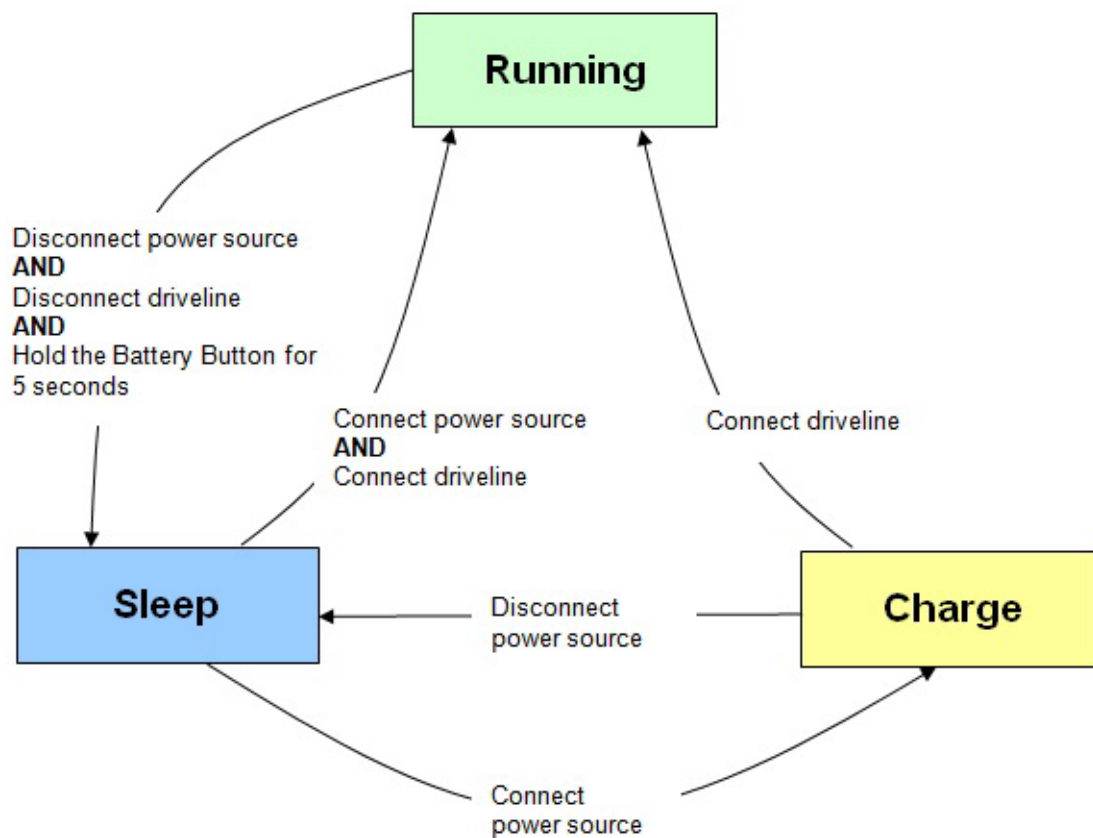 Running
Disconnect power source
AND
Disconnect driveline
AND
Hold the Battery Button for
5 seconds
Connect power source
AND
Connect driveline
Connect driveline
Sleep
Disconnect
power source
Charge
Connect
power source